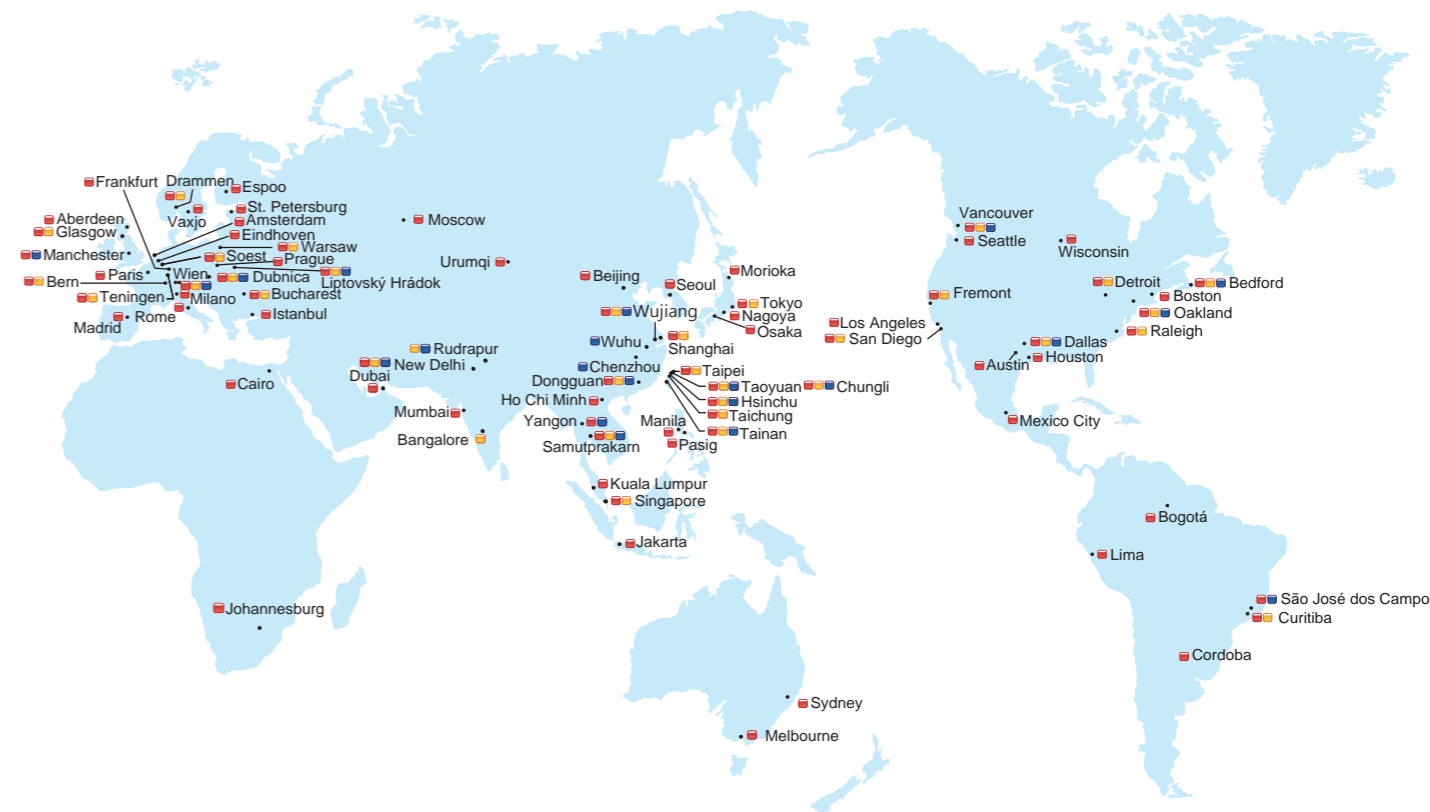 Frankfurt
Drammen
Espoo
Aberdeen
Glasgow
Vaxjo
St. Petersburg
Amsterdam
Eindhoven
Moscow
Manchester
Warsaw
Soest
Prague
Urumqi
Bern
Paris
Wien
Dubnica
Liptovský Hrádok
Teningen
Milano
Bucharest
Madrid
Rome
Istanbul
Beijing
Seoul
Morioka
Wujiang
Tokyo
Nagoya
Osaka
Wuhu
Shanghai
Rudrapur
New Delhi
Dubai
Cairo
Chenzhou
Dongguan
Taipei
Taoyuan
Chungli
Hsinchu
Taichung
Tainan
Ho Chi Minh
Mumbai
Yangon
Manila
Bangalore
Samutprakarn
Pasig
Kuala Lumpur
Singapore
Jakarta
Johannesburg
Sydney
Melbourne
Vancouver
Seattle
Wisconsin
Detroit
Bedford
Fremont
Boston
Oakland
Los Angeles
San Diego
Raleigh
Dallas
Austin
Houston
Mexico City
Bogotá
Lima
São José dos Campo
Curitiba
Cordoba